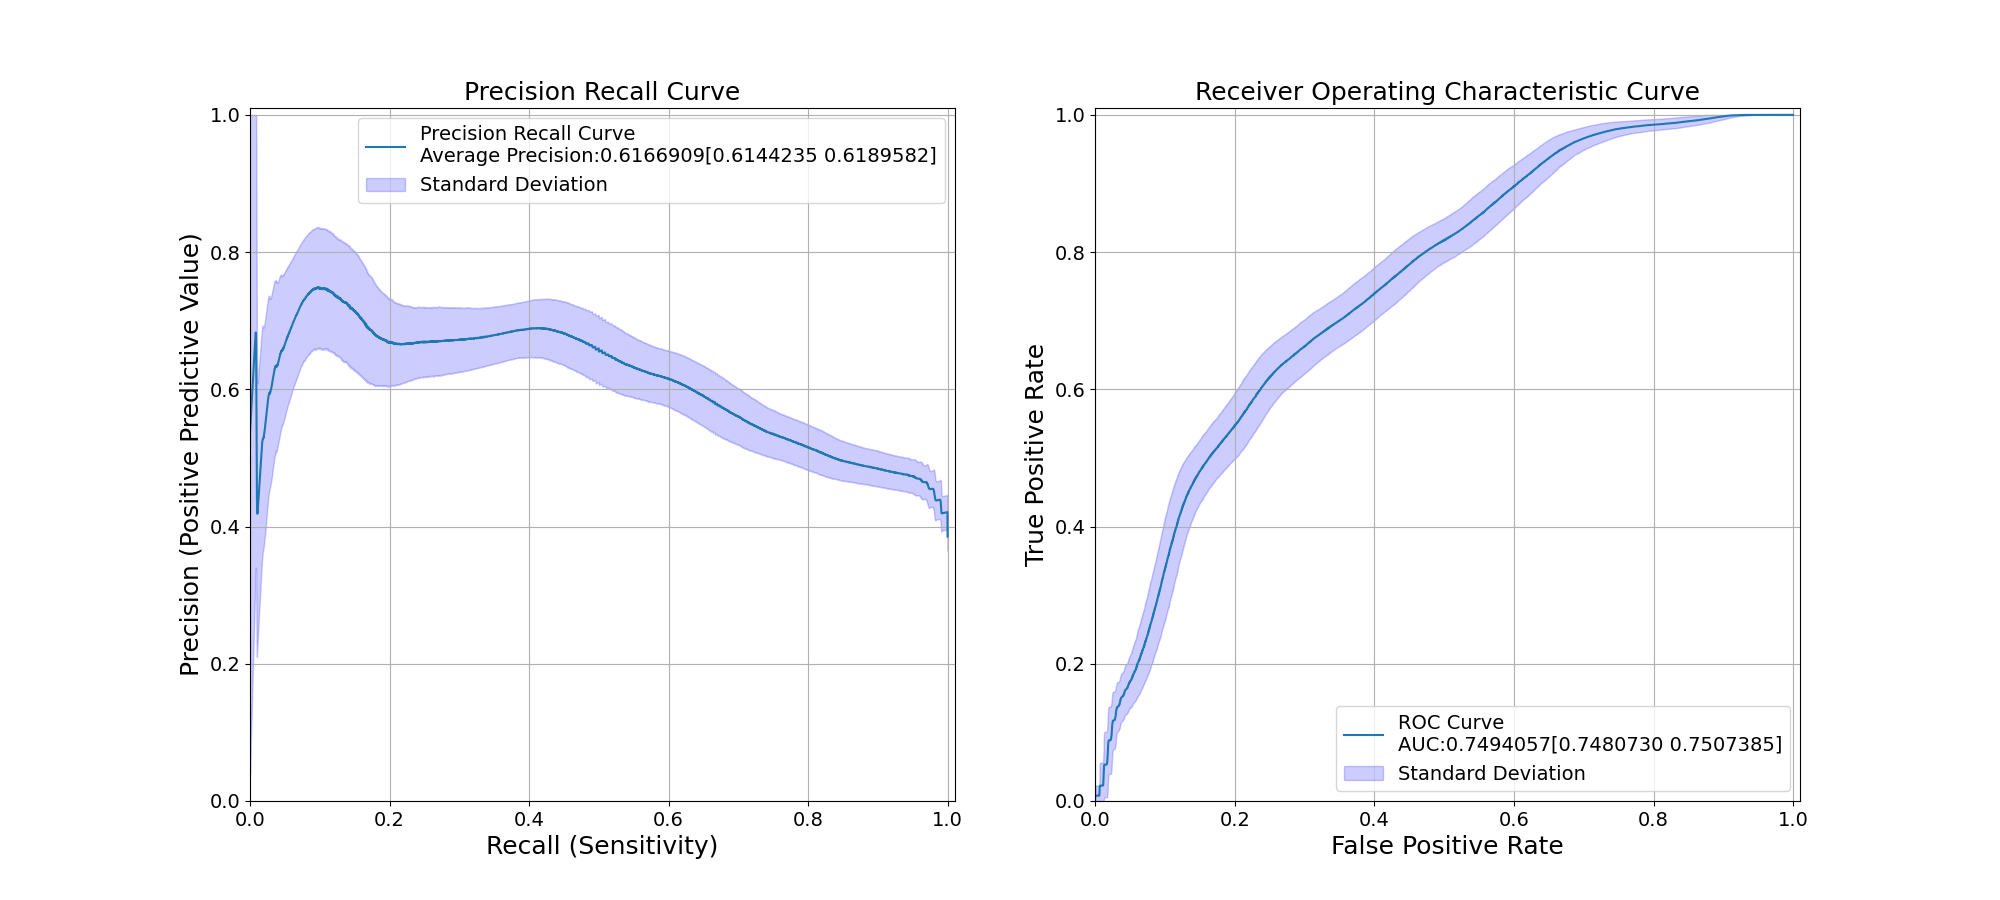 Precision Recall Curve
Precision Recall Curve
Average Precision:0.6166909[0.6144235 0.6189582]
Standard Deviation
Precision (Positive Predictive Value)
1.0
0.8
0.6
0.4
0.2
0.0
0.0 0.2 0.4 0.6 0.8 1.0
Recall (Sensitivity)
Receiver Operating Characteristic Curve
True Positive Rate
1.0
0.8
0.6
0.4
0.2
0.0
ROC Curve
AUC:0.7494057[0.7480730 0.7507385]
Standard Deviation
0.0 0.2 0.4 0.6 0.8 1.0
False Positive Rate